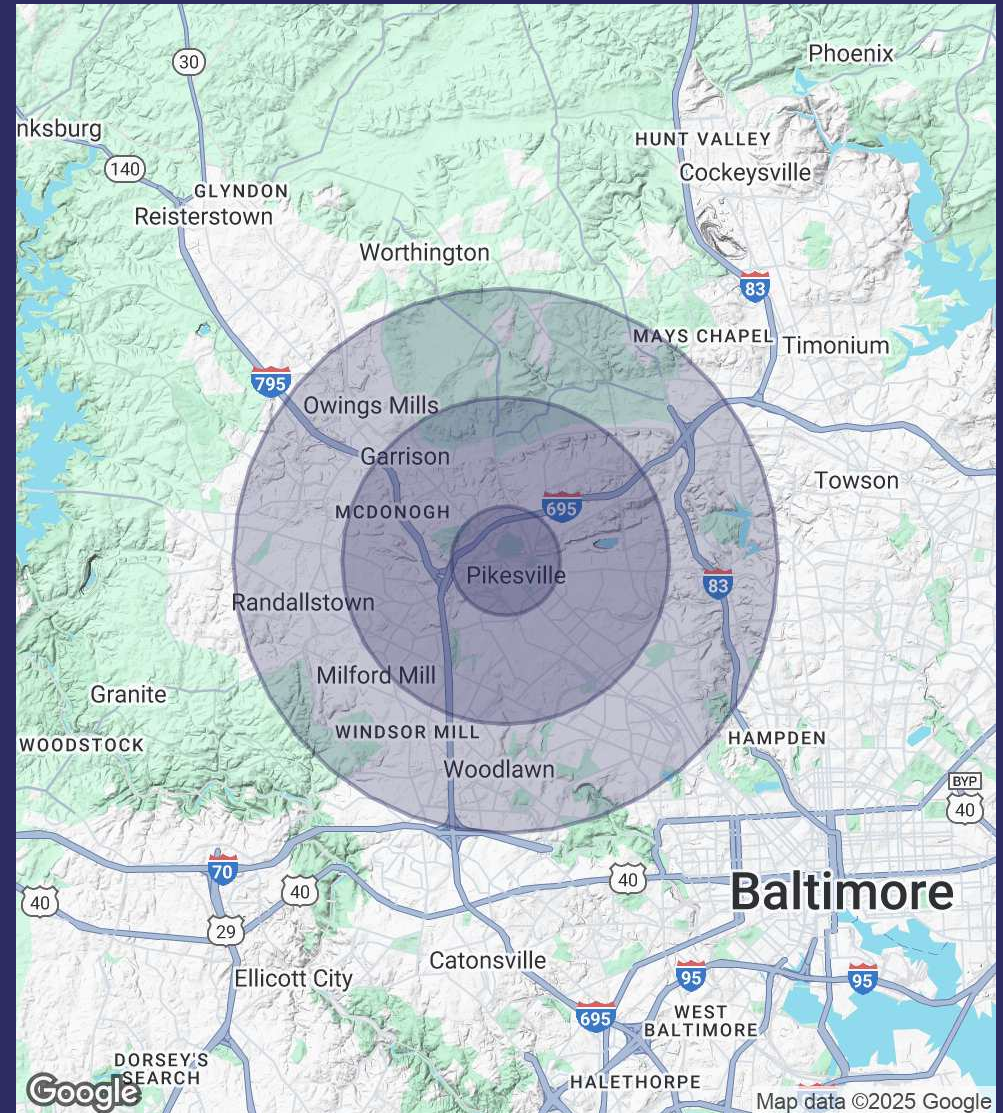 Phoenix
30
nksburg
HUNT VALLEY
140
Cockeysville
GLYNDON
Reisterstown
Worthington
83
MAYS CHAPEL
Timonium
795
Owings Mills
Garrison
Towson
MCDONOGH
695
Pikesville
83
Randallstown
Milford Mill
Granite
WINDSOR MILL
WOODSTOCK
HAMPDEN
Woodlawn
BYP
40
70
40
40
40
Baltimore
29
Catonsville
Ellicott City
95
95
695
WEST
BALTIMORE
DORSEY'S
SEARCH
HALETHORPE
Google
Map data ©2025 Google